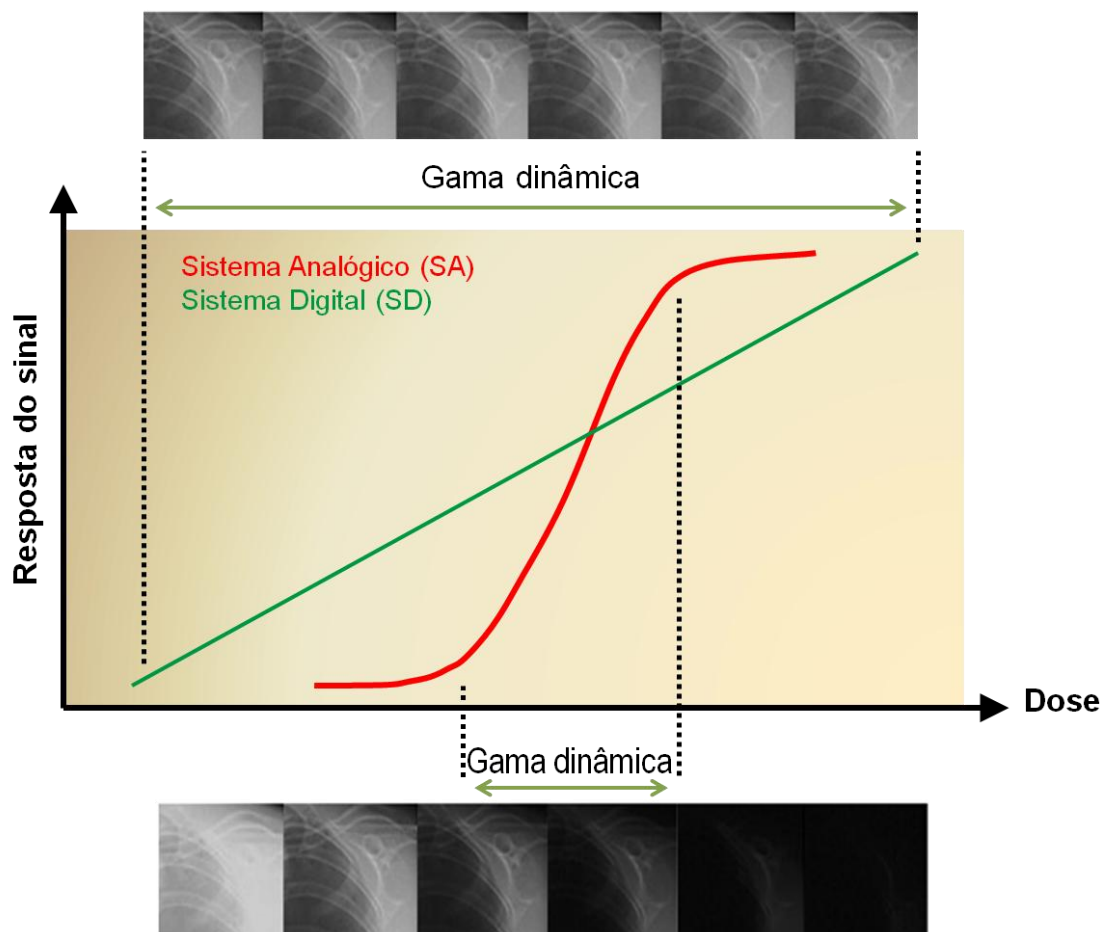 Gama dinâmica
Sistema Analógico (SA)
Sistema Digital (SD)
Resposta do sinal
Dose
Gama dinâmica